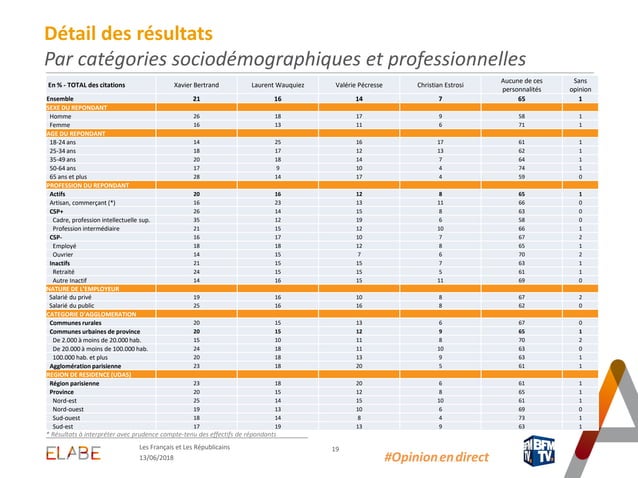 Détail des résultats
Par catégories sociodémographiques et professionnelles
En % - TOTAL des citations Xavier Bertrand Laurent Wauquiez Valérie Pécresse Christian Estrosi Aucune de ces personnalités Sans opinion
Ensemble 21 16 14 7 65 1
SEXE DU REPONDANT
Homme 26 18 17 9 58 1
Femme 16 13 11 6 71 1
AGE DU REPONDANT
18-24 ans 14 25 16 17 61 1
25-34 ans 18 17 12 13 62 1
35-49 ans 20 18 14 7 64 1
50-64 ans 17 9 10 4 74 1
65 ans et plus 28 14 17 4 59 0
PROFESSION DU REPONDANT
Actifs 20 16 12 8 65 1
Artisan, commerçant (*) 16 23 13 11 66 0
CSP+ 26 14 15 8 63 0
Cadre, profession intellectuelle sup. 35 12 19 6 58 0
Profession intermédiaire 21 15 12 10 66 1
CSP- 16 17 10 7 67 2
Employé 18 18 12 8 65 1
Ouvrier 14 15 7 6 70 2
Inactifs 21 15 15 7 63 1
Retraité 24 15 15 5 61 1
Autre Inactif 14 16 15 11 69 0
NATURE DE L'EMPLOYEUR
Salarié du privé 19 16 10 8 67 2
Salarié du public 25 16 16 8 62 0
CATEGORIE D'AGGLOMERATION
Communes rurales 20 15 13 6 67 0
Communes urbaines de province 20 15 12 9 65 1
De 2.000 à moins de 20.000 hab. 15 10 11 8 70 2
De 20.000 à moins de 100.000 hab. 24 18 11 10 63 0
100.000 hab. et plus 20 18 13 9 63 1
Agglomération parisienne 23 18 20 5 61 1
REGION DE RESIDENCE (UDA5)
Région parisienne 23 18 20 6 61 1
Province 20 15 12 8 65 1
Nord-est 25 14 15 10 61 1
Nord-ouest 19 13 10 6 69 0
Sud-ouest 18 14 8 4 73 1
Sud-est 17 19 13 9 63 1
* Résultats à interpréter avec prudence compte-tenu des effectifs de répondants
ELABE
Les Français et Les Républicains
13/06/2018
19
#Opinionendirect
BFM
TV.